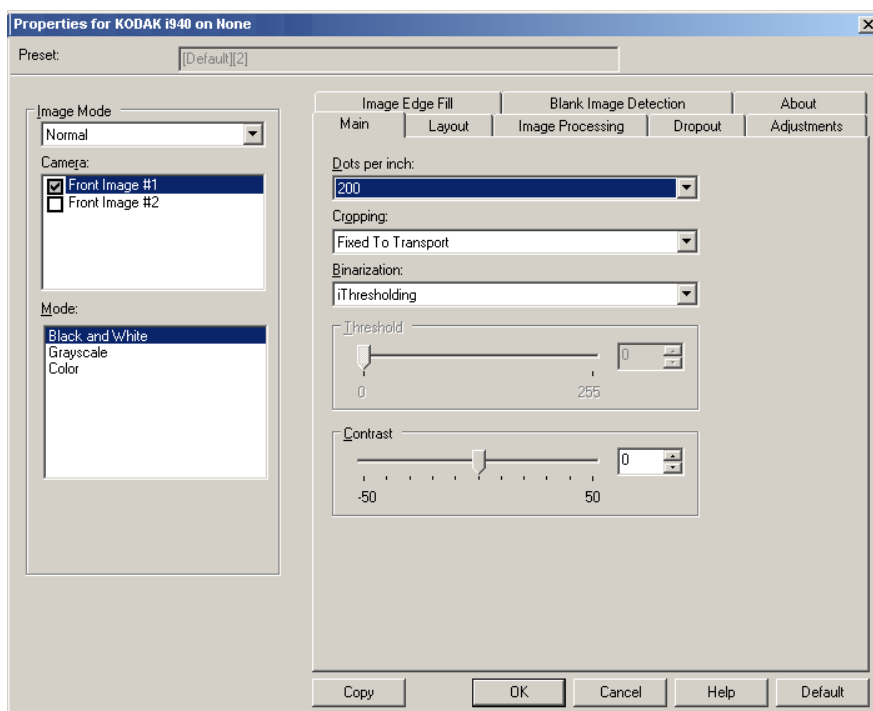 Properties for KODAK i940 on None
Preset:
[Default][2]
Image Mode
Normal
Camera:
Front Image #1
Front Image #2
Mode:
Black and White
Grayscale
Color
Image Edge Fill
Blank Image Detection
About
Main
Layout
Image Processing
Dropout
Adjustments
Dots per inch:
200
Cropping:
Fixed To Transport
Binarization:
iThresholding
Threshold
0
0
255
Contrast
0
-50
50
Copy
OK
Cancel
Help
Default